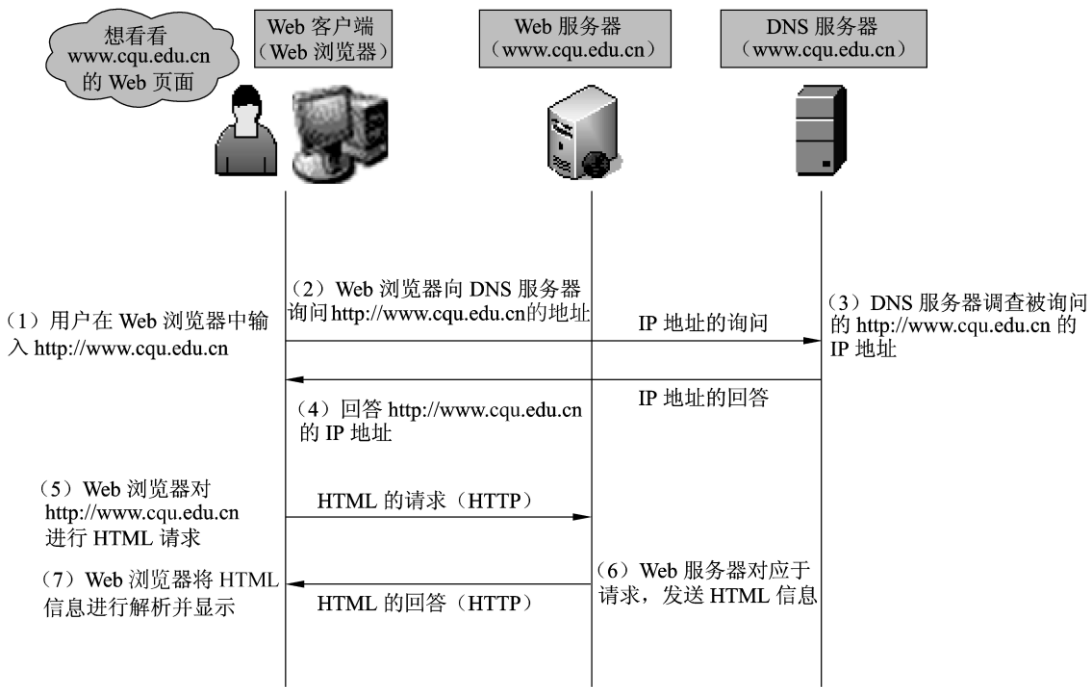 想看看
www.cqu.edu.cn
的 Web 页面
Web 客户端
（Web 浏览器）
Web 服务器
（www.cqu.edu.cn）
DNS 服务器
（www.cqu.edu.cn）
（1）用户在 Web 浏览器中输
入 http://www.cqu.edu.cn
（2）Web 浏览器向 DNS 服务器
询问http://www.cqu.edu.cn的地址
IP 地址的询问
（3）DNS 服务器调查被询问
的 http://www.cqu.edu.cn 的
IP 地址
IP 地址的回答
（4）回答 http://www.cqu.edu.cn
的 IP 地址
（5）Web 浏览器对
http://www.cqu.edu.cn
进行 HTML 请求
HTML 的请求（HTTP）
（6）Web 服务器对应于
请求，发送 HTML 信息
（7）Web 浏览器将 HTML
信息进行解析并显示
HTML 的回答（HTTP）